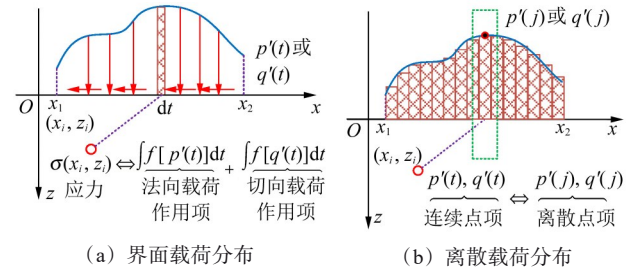 p′(t)或
q′(t)
O x₁ dt x₂ x
(xᵢ, zᵢ)
σ(xᵢ, zᵢ)⇔∫f[p′(t)]dt + ∫f[q′(t)]dt
应力 法向载荷 切向载荷
作用项 作用项
z
(a) 界面载荷分布
p′(j)或 q′(j)
O x₁ x₂ x
(xᵢ, zᵢ)
p′(t), q′(t) ⇔ p′(j), q′(j)
连续点项 离散点项
z
(b) 离散载荷分布